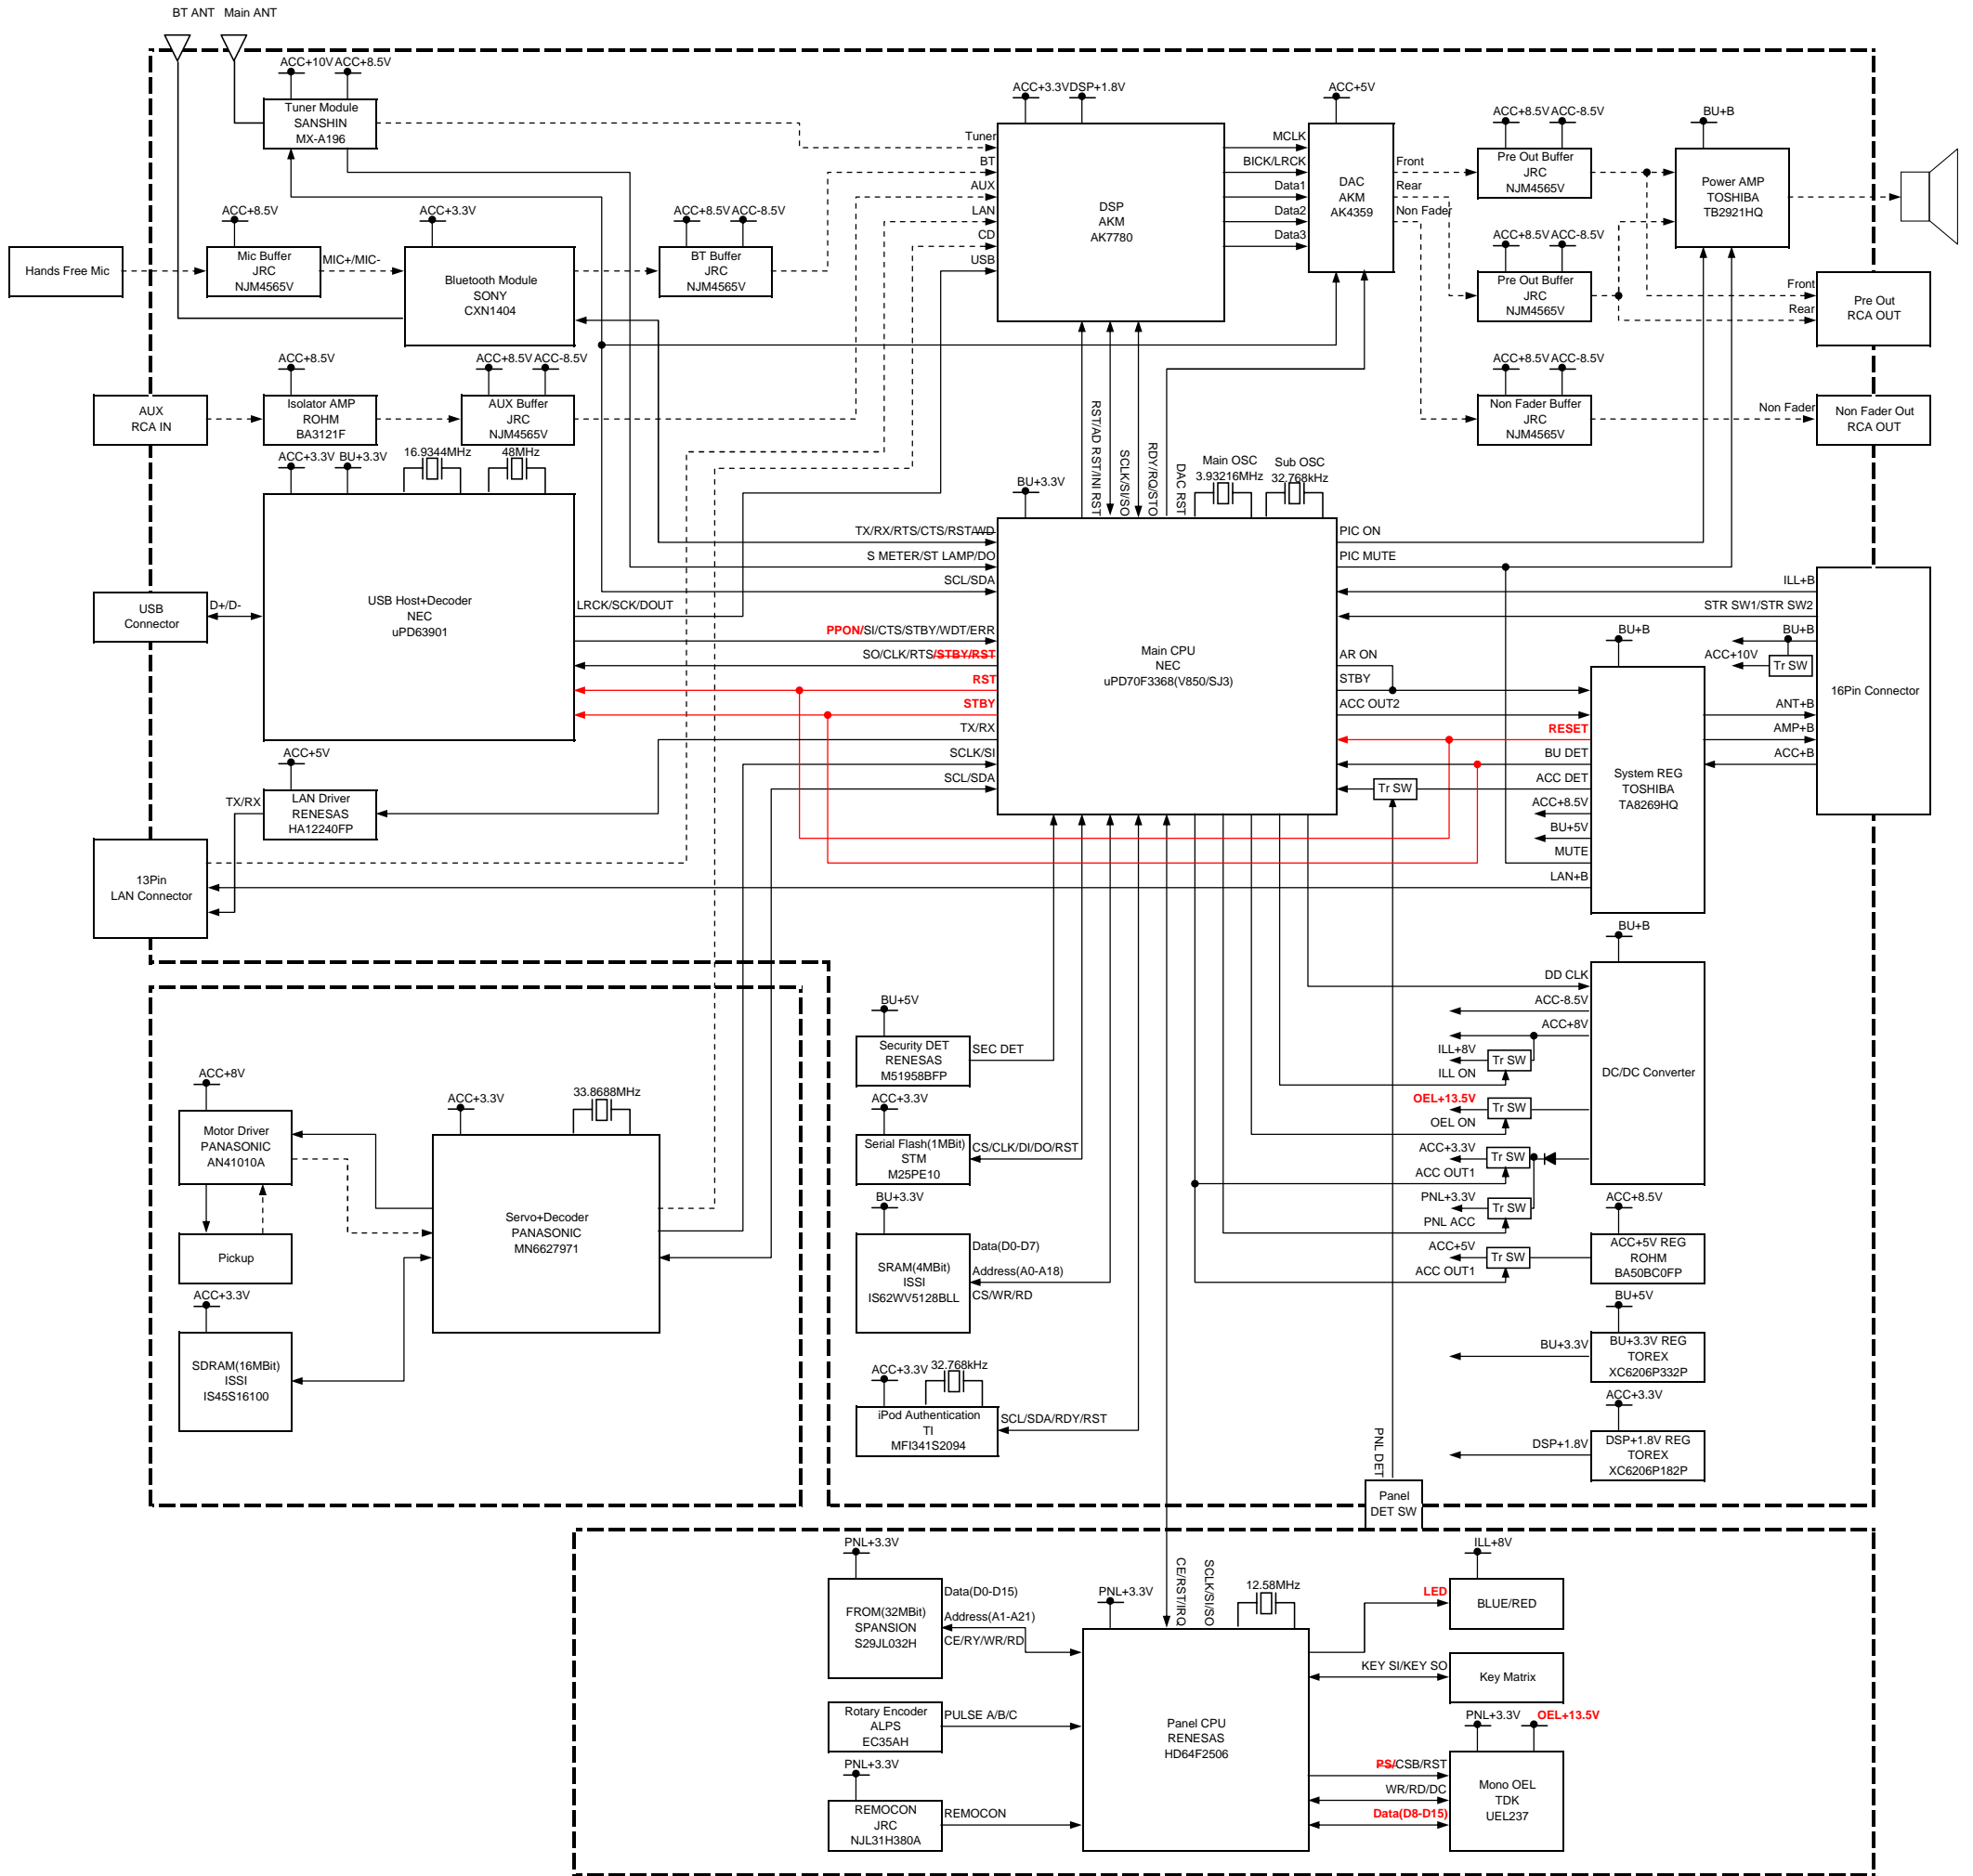 BT ANT Main ANT
ACC+10V ACC+8.5V
Tuner Module
SANSHIN
MX-A196
ACC+3.3V DSP+1.8V
Tuner
BT
AUX
LAN
CD
USB
DSP
AKM
AK7780
MCLK
BICK/LRCK
Data1
Data2
Data3
ACC+5V
DAC
AKM
AK4359
Front
Rear
Non Fader
ACC+8.5V ACC-8.5V
Pre Out Buffer
JRC
NJM4565V
BU+B
Power AMP
TOSHIBA
TB2921HQ
ACC+8.5V ACC-8.5V
Pre Out Buffer
JRC
NJM4565V
Front
Rear
Pre Out
RCA OUT
Hands Free Mic
ACC+8.5V
Mic Buffer
JRC
NJM4565V
MIC+/MIC-
ACC+3.3V
Bluetooth Module
SONY
CXN1404
ACC+8.5V ACC-8.5V
BT Buffer
JRC
NJM4565V
AUX
RCA IN
ACC+8.5V
Isolator AMP
ROHM
BA3121F
ACC+8.5V ACC-8.5V
AUX Buffer
JRC
NJM4565V
ACC+8.5V ACC-8.5V
Non Fader Buffer
JRC
NJM4565V
Non Fader
Non Fader Out
RCA OUT
RST/AD RST/INI RST
SCLK/SI/SO
RDY/RQ/STO
DAC RST
ACC+3.3V BU+3.3V
16.9344MHz
48MHz
USB Host+Decoder
NEC
uPD63901
USB
Connector
D+/D-
LRCK/SCK/DOUT
BU+3.3V
Main OSC
3.93216MHz
Sub OSC
32.768kHz
Main CPU
NEC
uPD70F3368(V850/SJ3)
TX/RX/RTS/CTS/RST/WD
S METER/ST LAMP/DO
SCL/SDA
PPON/SI/CTS/STBY/WDT/ERR
SO/CLK/RTS/STBY/RST
RST
STBY
TX/RX
SCLK/SI
SCL/SDA
PIC ON
PIC MUTE
AR ON
STBY
ACC OUT2
RESET
BU DET
ACC DET
Tr SW
ACC+8.5V
BU+5V
MUTE
LAN+B
BU+B
System REG
TOSHIBA
TA8269HQ
ILL+B
STR SW1/STR SW2
BU+B
ACC+10V
Tr SW
ANT+B
AMP+B
ACC+B
16Pin Connector
ACC+5V
LAN Driver
RENESAS
HA12240FP
TX/RX
13Pin
LAN Connector
BU+B
DC/DC Converter
DD CLK
ACC-8.5V
ACC+8V
ILL+8V
Tr SW
ILL ON
OEL+13.5V
Tr SW
OEL ON
ACC+3.3V
Tr SW
ACC OUT1
PNL+3.3V
Tr SW
PNL ACC
ACC+8.5V
ACC+5V REG
ROHM
BA50BC0FP
ACC+5V
Tr SW
ACC OUT1
BU+5V
BU+3.3V REG
TOREX
XC6206P332P
BU+3.3V
ACC+3.3V
DSP+1.8V REG
TOREX
XC6206P182P
DSP+1.8V
BU+5V
Security DET
RENESAS
M51958BFP
SEC DET
ACC+3.3V
Serial Flash(1MBit)
STM
M25PE10
CS/CLK/DI/DO/RST
BU+3.3V
SRAM(4MBit)
ISSI
IS62WV5128BLL
Data(D0-D7)
Address(A0-A18)
CS/WR/RD
ACC+3.3V
32.768kHz
iPod Authentication
TI
MFI341S2094
SCL/SDA/RDY/RST
ACC+8V
Motor Driver
PANASONIC
AN41010A
Pickup
ACC+3.3V
33.8688MHz
Servo+Decoder
PANASONIC
MN6627971
ACC+3.3V
SDRAM(16MBit)
ISSI
IS45S16100
PNL DET
Panel
DET SW
PNL+3.3V
FROM(32MBit)
SPANSION
S29JL032H
Data(D0-D15)
Address(A1-A21)
CE/RY/WR/RD
Rotary Encoder
ALPS
EC35AH
PULSE A/B/C
PNL+3.3V
REMOCON
JRC
NJL31H380A
REMOCON
PNL+3.3V
CE/RST/IRQ
SCLK/SI/SO
12.58MHz
Panel CPU
RENESAS
HD64F2506
ILL+8V
LED
BLUE/RED
KEY SI/KEY SO
Key Matrix
PNL+3.3V
OEL+13.5V
PS/CSB/RST
WR/RD/DC
Data(D8-D15)
Mono OEL
TDK
UEL237